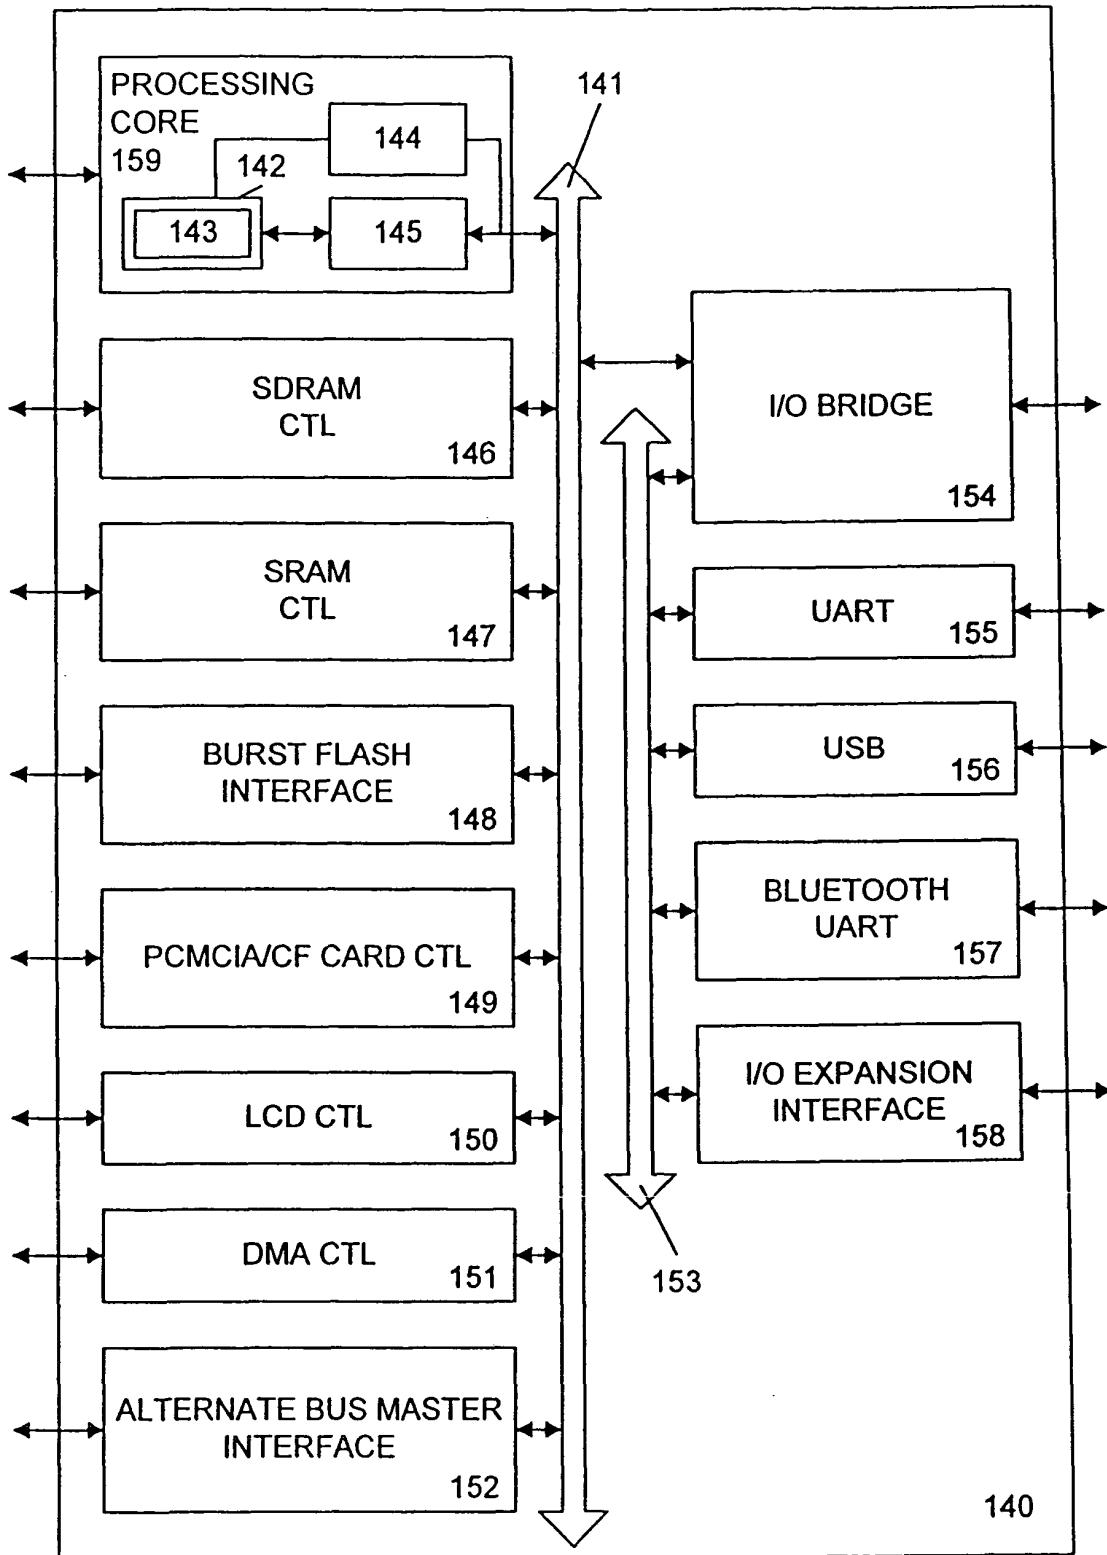 PROCESSING
CORE
159
142
143
144
145
141
SDRAM
CTL
146
SRAM
CTL
147
BURST FLASH
INTERFACE
148
PCMCIA/CF CARD CTL
149
LCD CTL
150
DMA CTL
151
ALTERNATE BUS MASTER
INTERFACE
152
I/O BRIDGE
154
UART
155
USB
156
BLUETOOTH
UART
157
I/O EXPANSION
INTERFACE
158
153
140